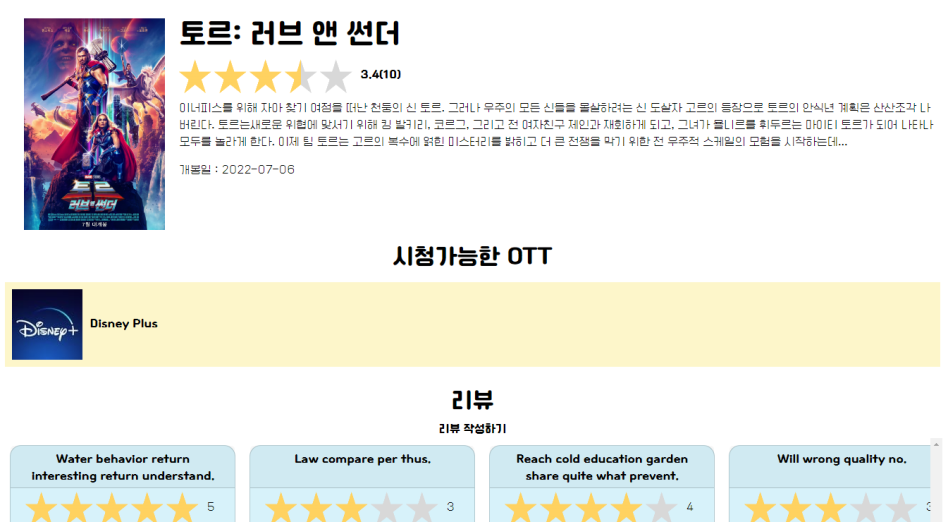 토르: 러브 앤 썬더
3.4(10)
이너피스를 위해 자아 찾기 여정을 떠난 천둥의 신 토르. 그러나 우주의 모든 신들을 몰살하려는 신 도살자 고르의 등장으로 토르의 안식년 계획은 산산조각 나
버린다. 토르는새로운 위협에 맞서기 위해 킹 발키리, 코르그, 그리고 전 여자친구 제인과 재회하게 되고, 그녀가 묠니르를 휘두르는 마이티 토르가 되어 나타나
모두를 놀라게 한다. 이제 팀 토르는 고르의 복수에 얽힌 미스터리를 밝히고 더 큰 전쟁을 막기 위한 전 우주적 스케일의 모험을 시작하는데...
개봉일 : 2022-07-06
토르
러브 앤 썬더
7월 대개봉
시청가능한 OTT
Disney+
Disney Plus
리뷰
리뷰 작성하기
Water behavior return
interesting return understand.
5
Law compare per thus.
3
Reach cold education garden
share quite what prevent.
4
Will wrong quality no.